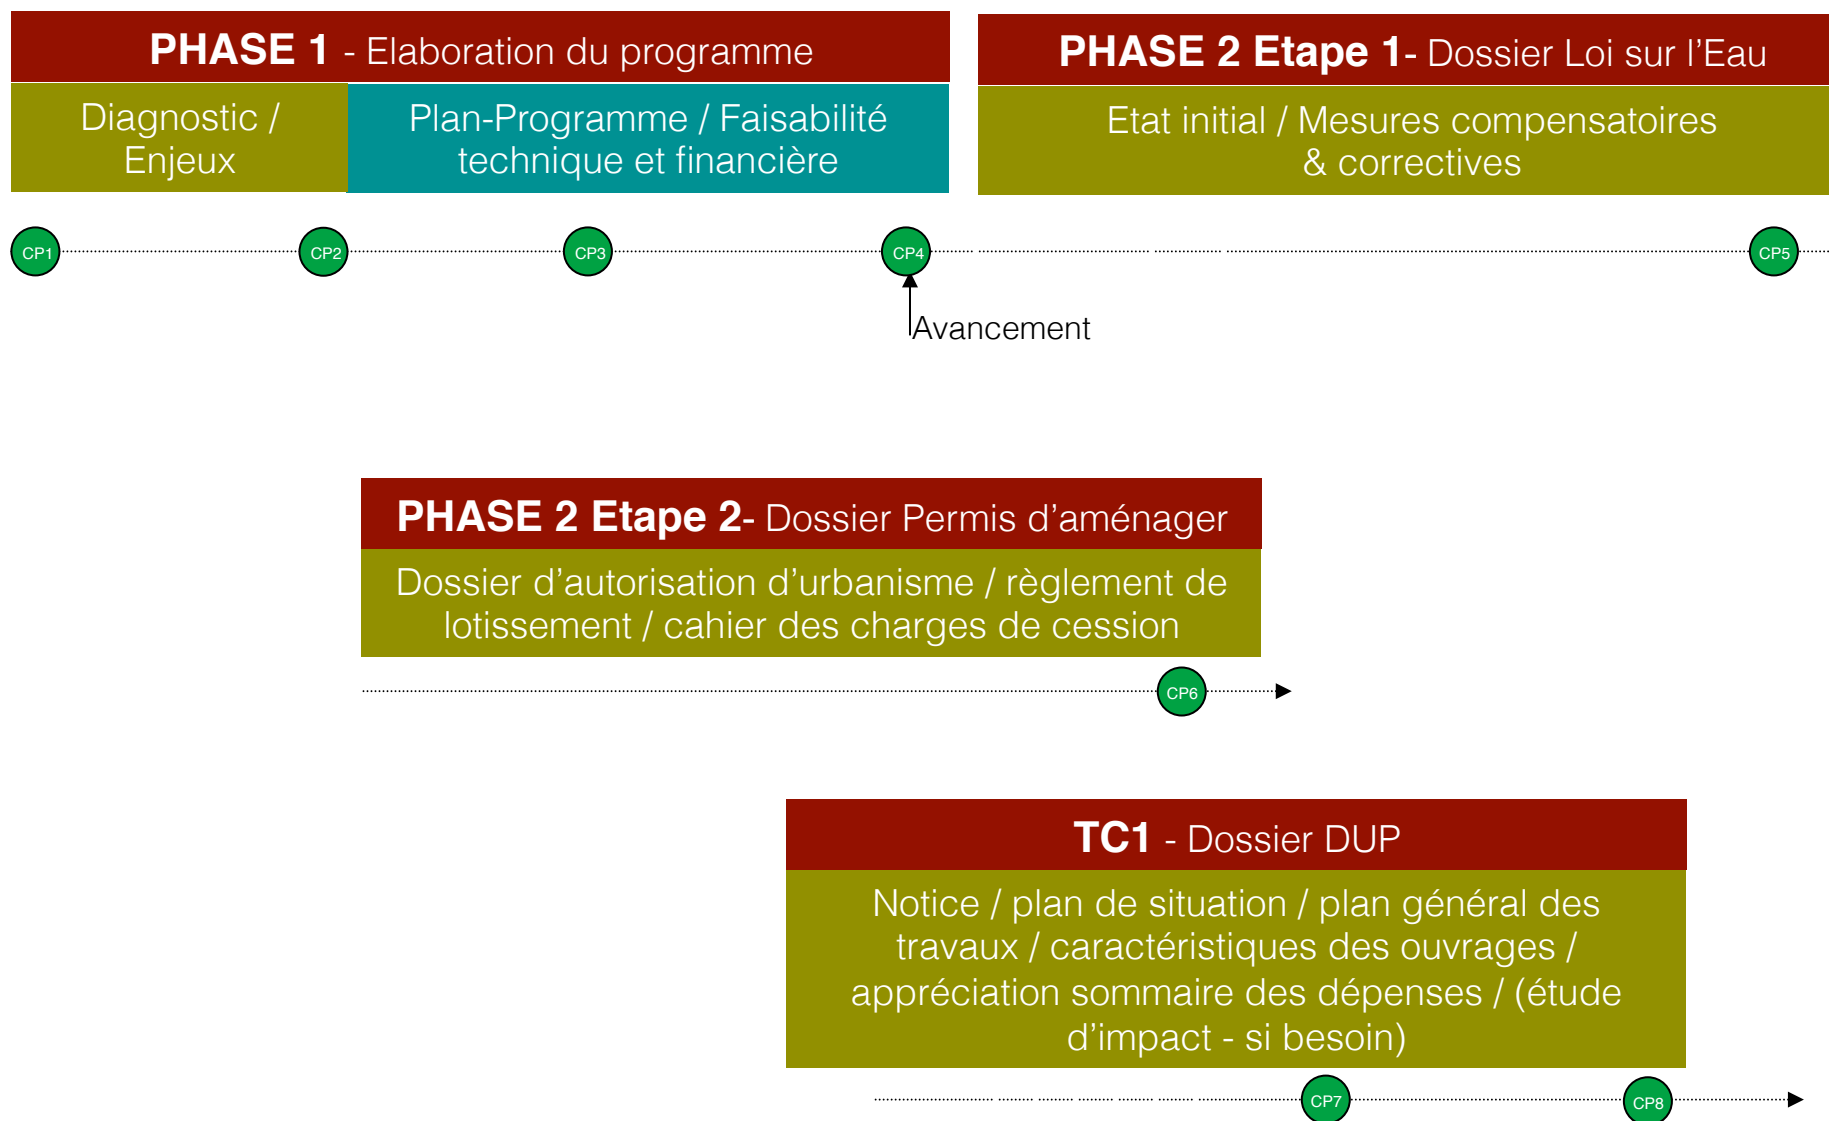 PHASE 1 - Elaboration du programme
Diagnostic /
Enjeux
Plan-Programme / Faisabilité
technique et financière
PHASE 2 Etape 1- Dossier Loi sur l’Eau
Etat initial / Mesures compensatoires
& correctives
CP1
CP2
CP3
CP4
CP5
Avancement
PHASE 2 Etape 2- Dossier Permis d’aménager
Dossier d’autorisation d’urbanisme / règlement de
lotissement / cahier des charges de cession
CP6
TC1 - Dossier DUP
Notice / plan de situation / plan général des
travaux / caractéristiques des ouvrages /
appréciation sommaire des dépenses / (étude
d’impact - si besoin)
CP7
CP8